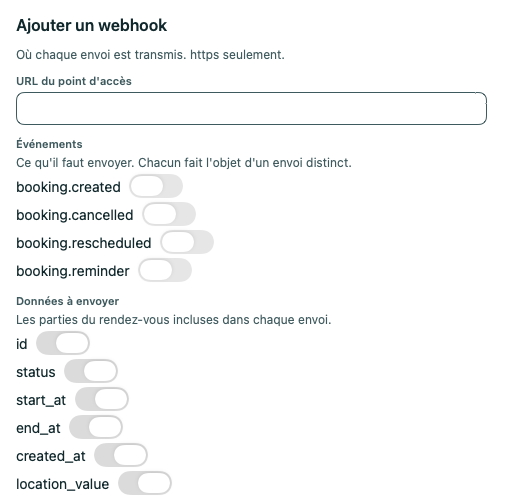 Ajouter un webhook
Où chaque envoi est transmis. https seulement.
URL du point d'accès
Événements
Ce qu'il faut envoyer. Chacun fait l'objet d'un envoi distinct.
booking.created
booking.cancelled
booking.rescheduled
booking.reminder
Données à envoyer
Les parties du rendez-vous incluses dans chaque envoi.
id
status
start_at
end_at
created_at
location_value